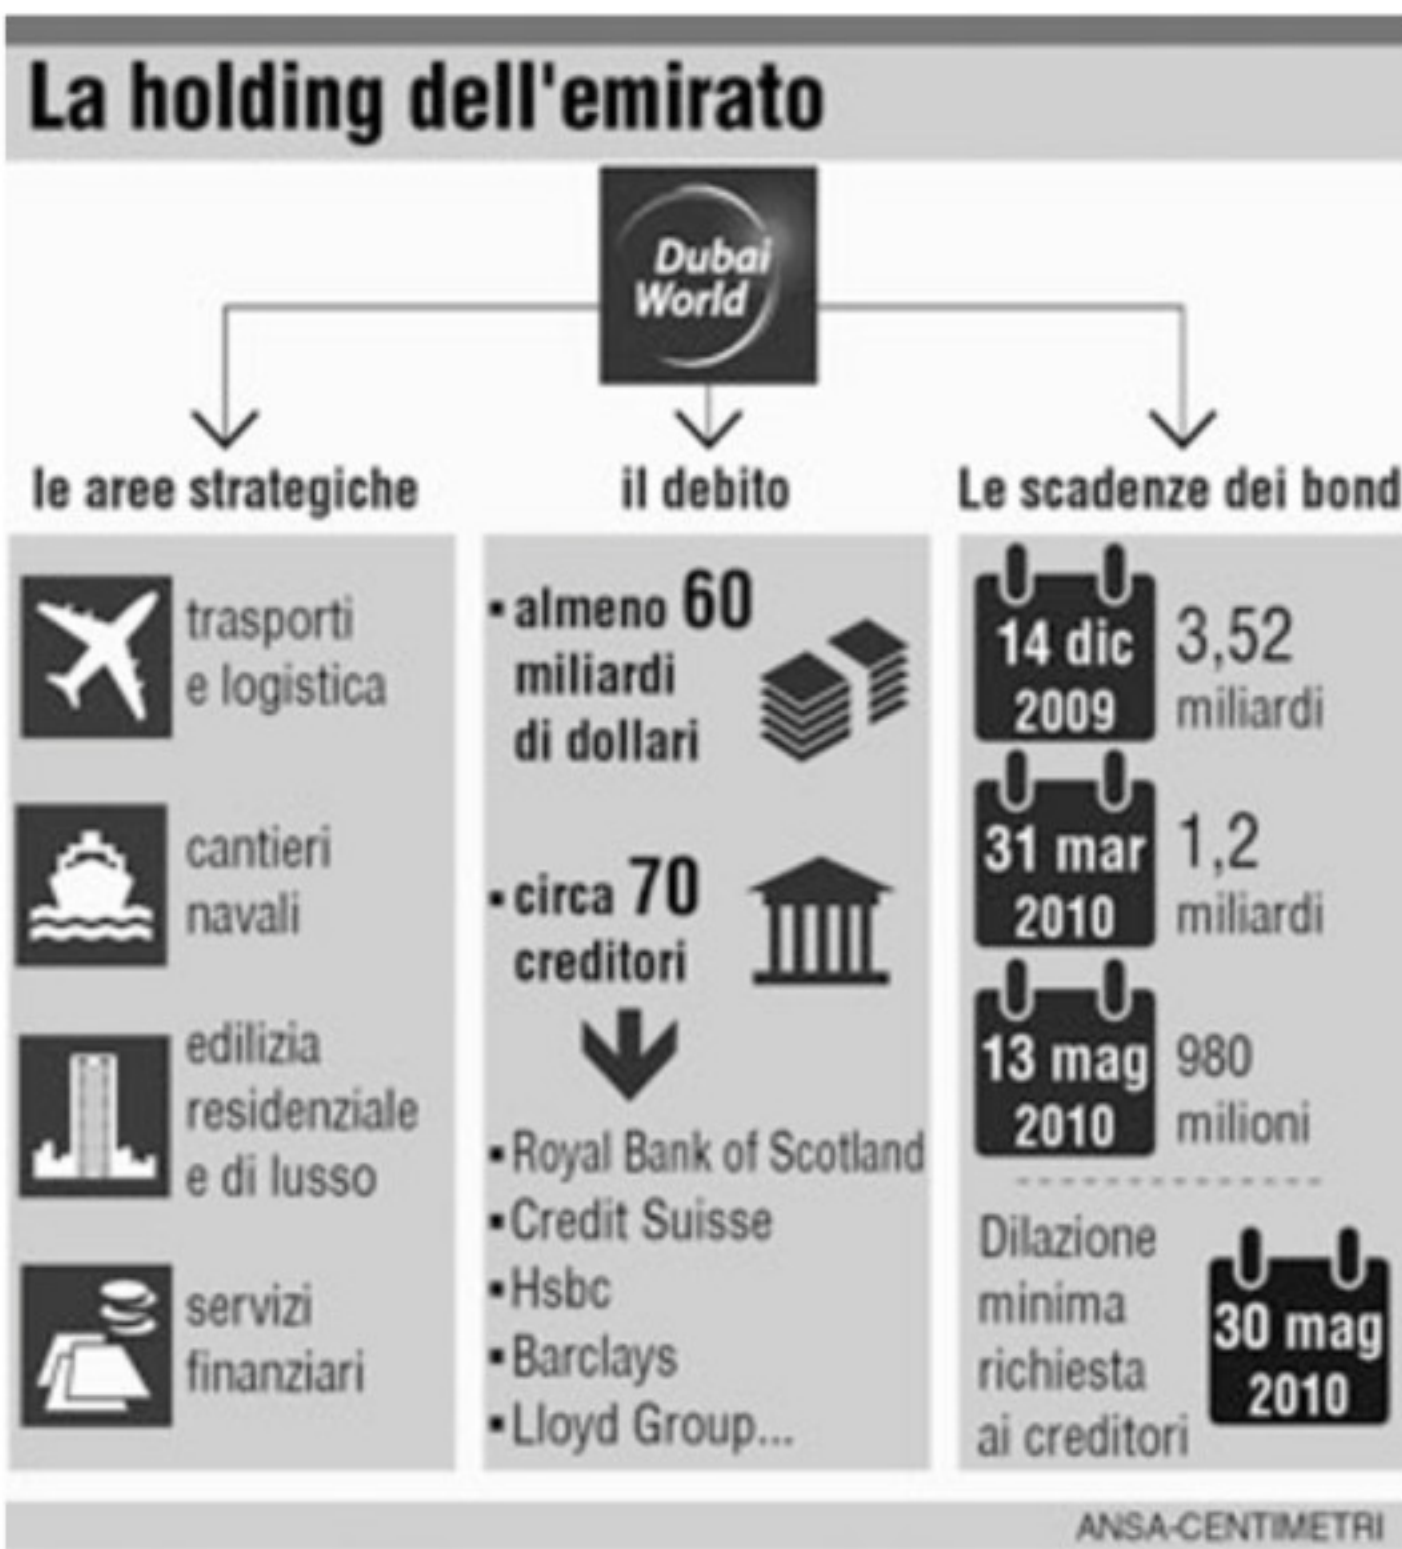 La holding dell'emirato
Dubai
World
le aree strategiche
trasporti
e logistica
cantieri
navali
edilizia
residenziale
e di lusso
servizi
finanziari
il debito
▪ almeno 60
miliardi
di dollari
▪ circa 70
creditori
▪ Royal Bank of Scotland
▪ Credit Suisse
▪ Hsbc
▪ Barclays
▪ Lloyd Group...
Le scadenze dei bond
14 dic
2009
3,52
miliardi
31 mar
2010
1,2
miliardi
13 mag
2010
980
milioni
Dilazione
minima
richiesta
ai creditori
30 mag
2010
ANSA-CENTIMETRI